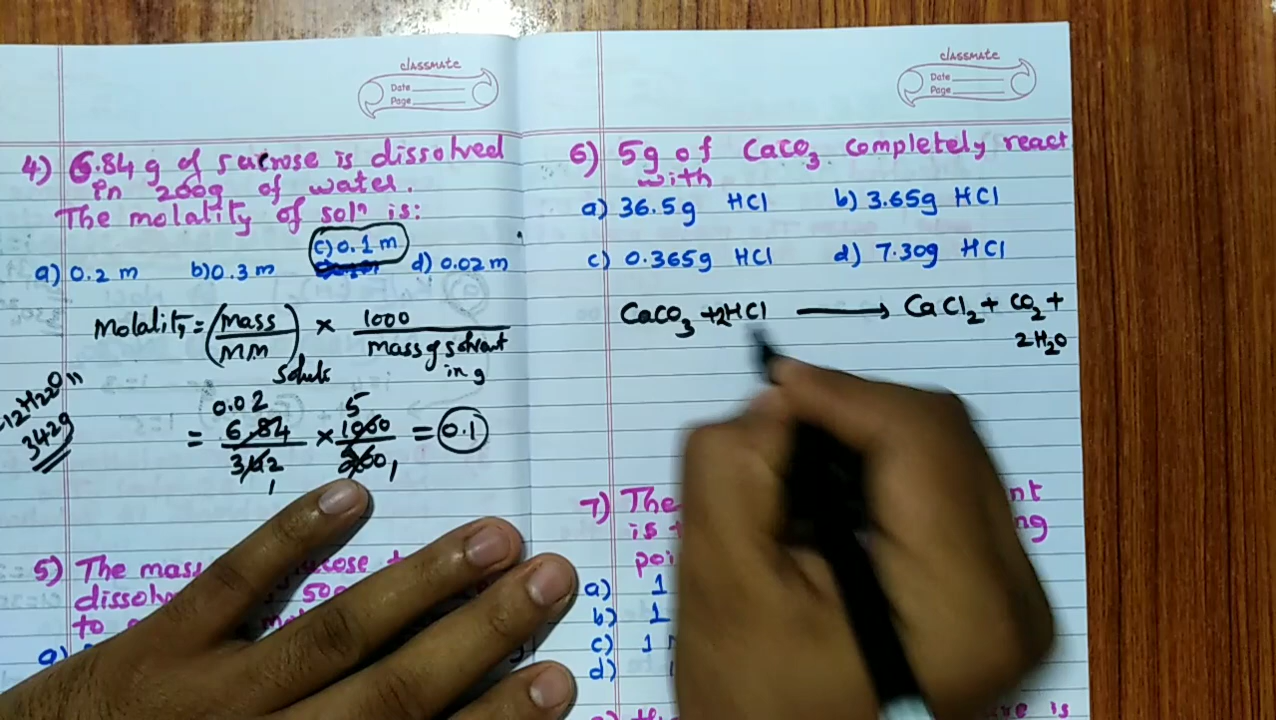 classmate
Date
Page
4) 6.84 g of sucrose is dissolved
in 200g of water.
The molality of solⁿ is:
c) 0.1 m
a) 0.2 m b) 0.3 m d) 0.02 m
Molality = (mass / MM) solute × 1000 / mass of solvent in g
342g
0.02 5
= 6.84 / 342 × 1000 / 200 = 0.1
1 1
5) The mass
500
to
a)
classmate
Date
Page
6) 5g of CaCO₃ completely react
with
a) 36.5g HCl b) 3.65g HCl
c) 0.365g HCl d) 7.30g HCl
CaCO₃ + 2HCl ⟶ CaCl₂ + CO₂ +
2H₂O
7) The
is
a) 1
b) 1
c) 1
d)
is